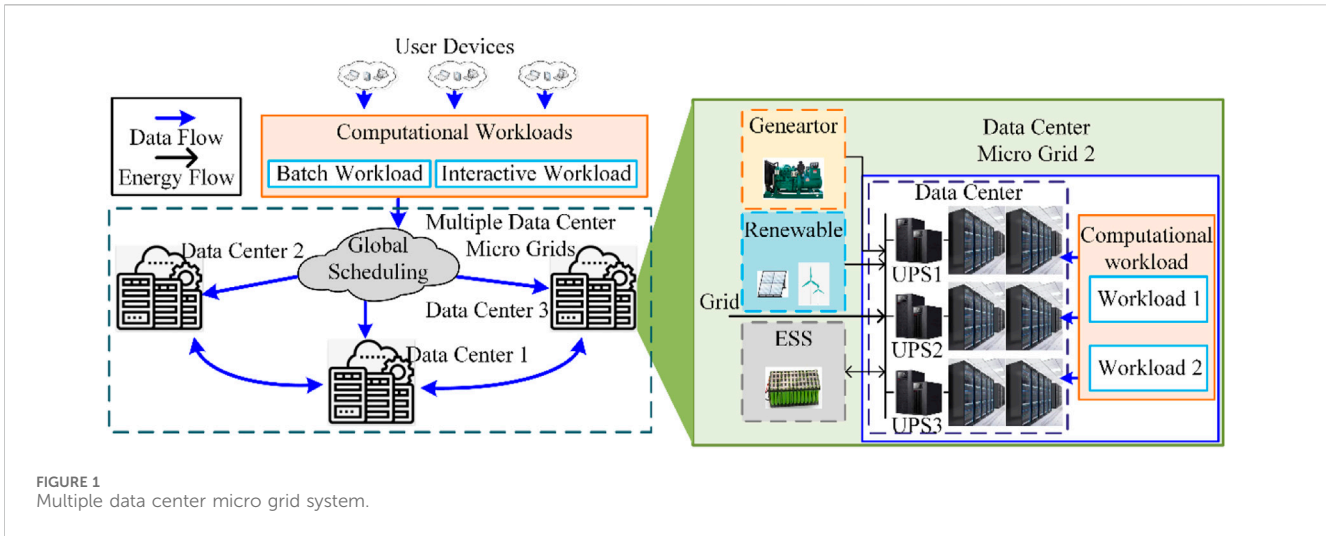 User Devices
Data Flow
Energy Flow
Computational Workloads
Batch Workload
Interactive Workload
Multiple Data Center
Micro Grids
Global
Scheduling
Data Center 2
Data Center 3
Data Center 1
Data Center
Micro Grid 2
Geneartor
Renewable
Grid
ESS
Data Center
UPS1
UPS2
UPS3
Computational
workload
Workload 1
Workload 2
FIGURE 1
Multiple data center micro grid system.